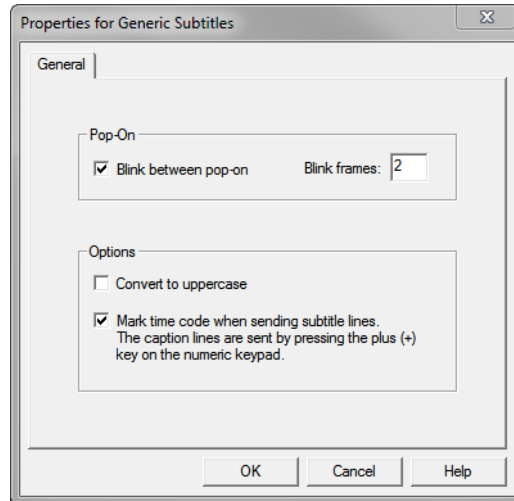 Properties for Generic Subtitles
General
Pop-On
Blink between pop-on Blink frames: 2
Options
Convert to uppercase
Mark time code when sending subtitle lines.
The caption lines are sent by pressing the plus (+)
key on the numeric keypad.
OK Cancel Help